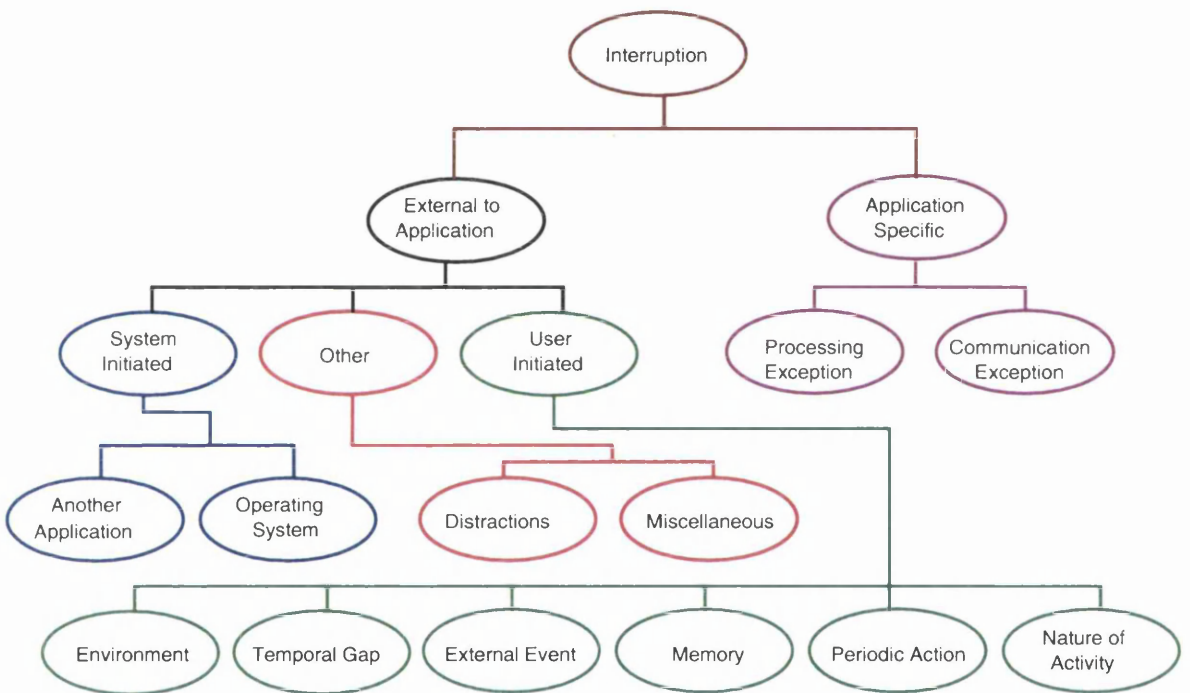 Interruption
External to
Application
Application
Specific
System
Initiated
Other
User
Initiated
Processing
Exception
Communication
Exception
Another
Application
Operating
System
Distractions
Miscellaneous
Environment
Temporal Gap
External Event
Memory
Periodic Action
Nature of
Activity